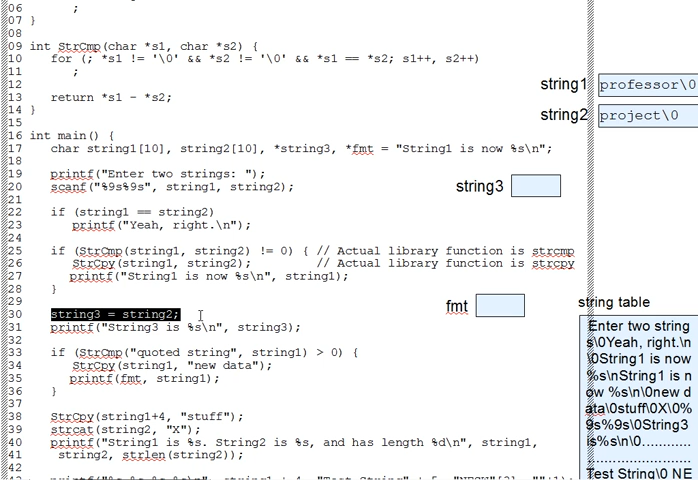 06 ;
07 }
08
09 int StrCmp(char *s1, char *s2) {
10 for (; *s1 != '\0' && *s2 != '\0' && *s1 == *s2; s1++, s2++)
11 ;
12
13 return *s1 - *s2;
14 }
15
16 int main() {
17 char string1[10], string2[10], *string3, *fmt = "String1 is now %s\n";
18
19 printf("Enter two strings: ");
20 scanf("%9s%9s", string1, string2);
21
22 if (string1 == string2)
23 printf("Yeah, right.\n");
24
25 if (StrCmp(string1, string2) != 0) { // Actual library function is strcmp
26 StrCpy(string1, string2); // Actual library function is strcpy
27 printf("String1 is now %s\n", string1);
28 }
29
30 string3 = string2;
31 printf("String3 is %s\n", string3);
32
33 if (StrCmp("quoted string", string1) > 0) {
34 StrCpy(string1, "new data");
35 printf(fmt, string1);
36 }
37
38 StrCpy(string1+4, "stuff");
39 strcat(string2, "X");
40 printf("String1 is %s. String2 is %s, and has length %d\n", string1,
41 string2, strlen(string2));
42
string1 professor\0
string2 project\0
string3
fmt
string table
Enter two string
s\0Yeah, right.\n
\0String1 is now
%s\nString1 is n
ow %s\n\0new d
ata\0stuff\0X\0%
9s%9s\0String3
is%s\n\0............
......................
Test String\0 NE